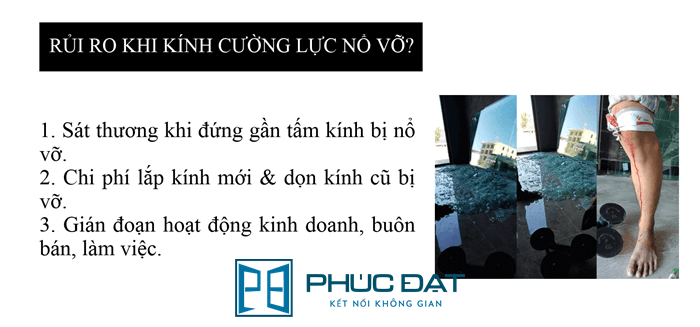 RỦI RO KHI KÍNH CƯỜNG LỰC NỔ VỠ?
1. Sát thương khi đứng gần tấm kính bị nổ
vỡ.
2. Chi phí lắp kính mới & dọn kính cũ bị
vỡ.
3. Gián đoạn hoạt động kinh doanh, buôn
bán, làm việc.
PHÚC ĐẠT
KẾT NỐI KHÔNG GIAN